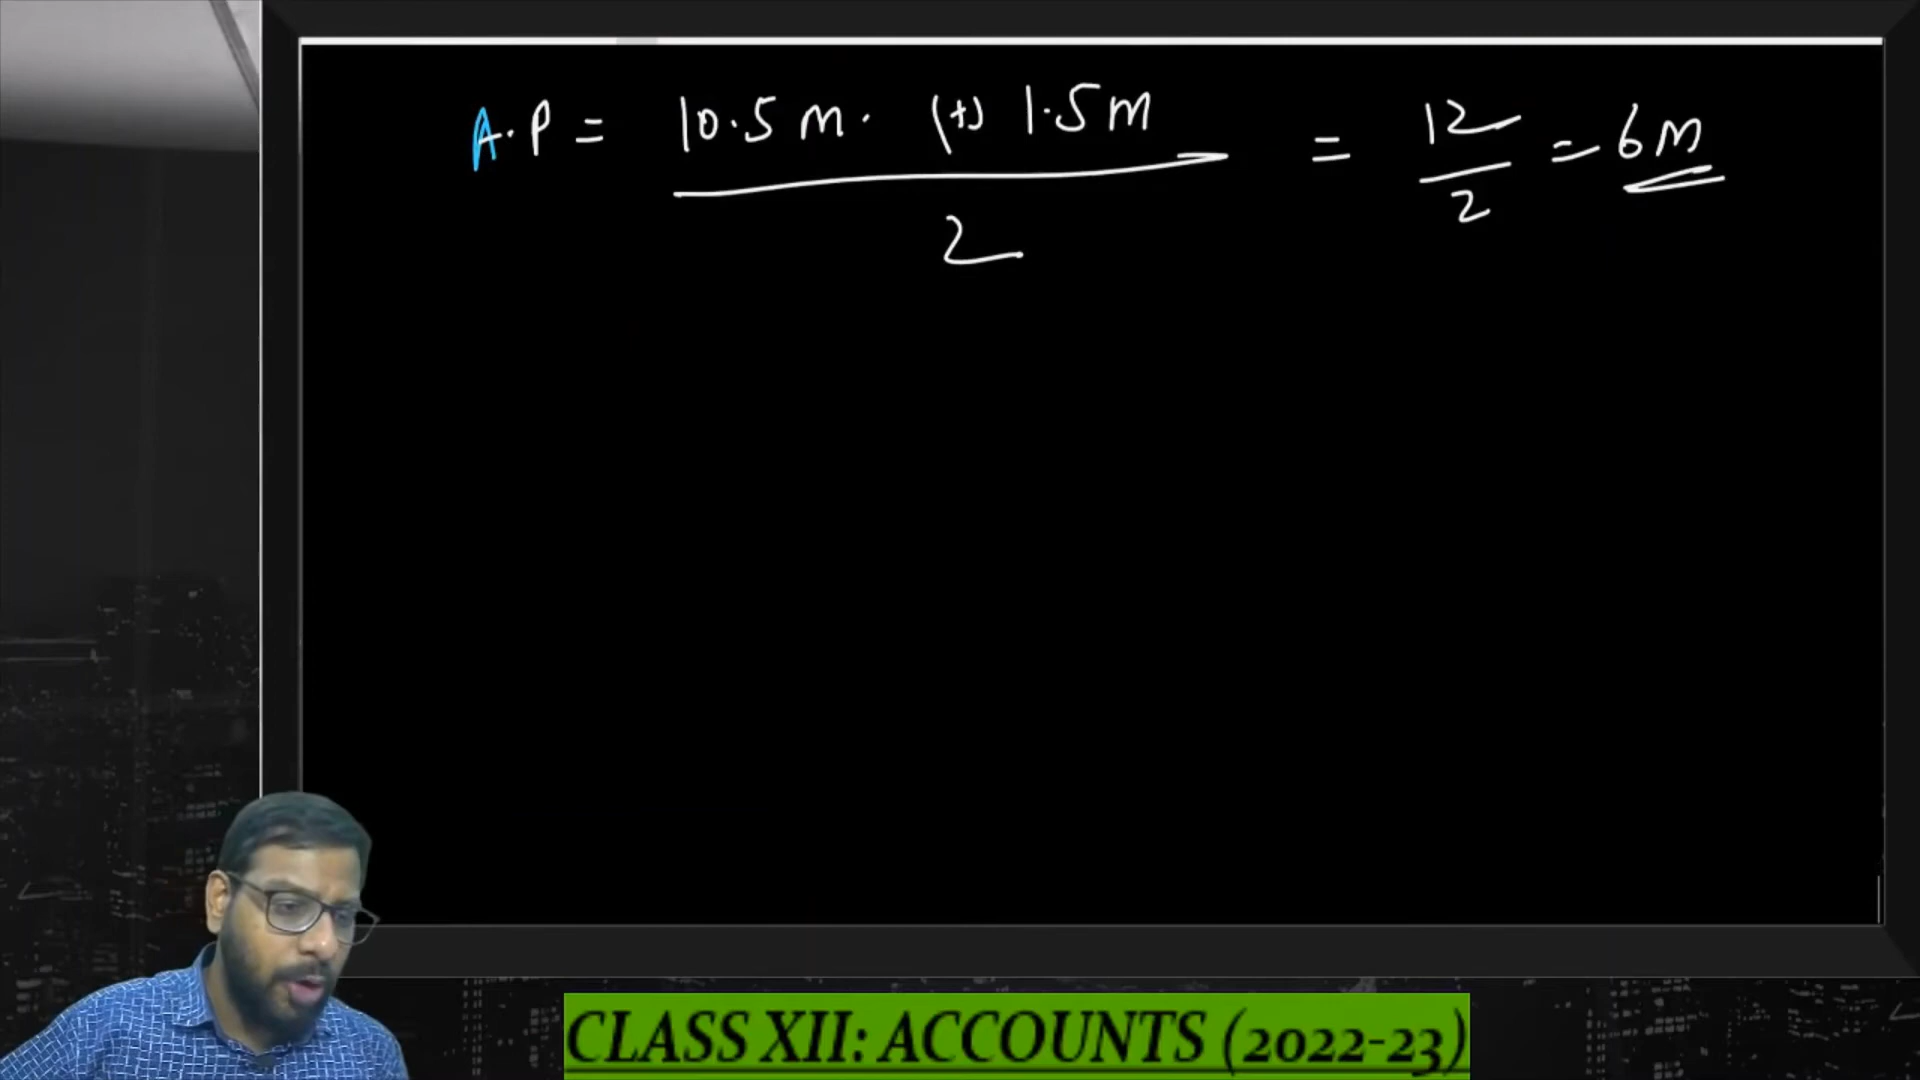 A.P = 10.5 m. (+) 1.5 m = 12 = 6 m
2 2
CLASS XII: ACCOUNTS (2022-23)